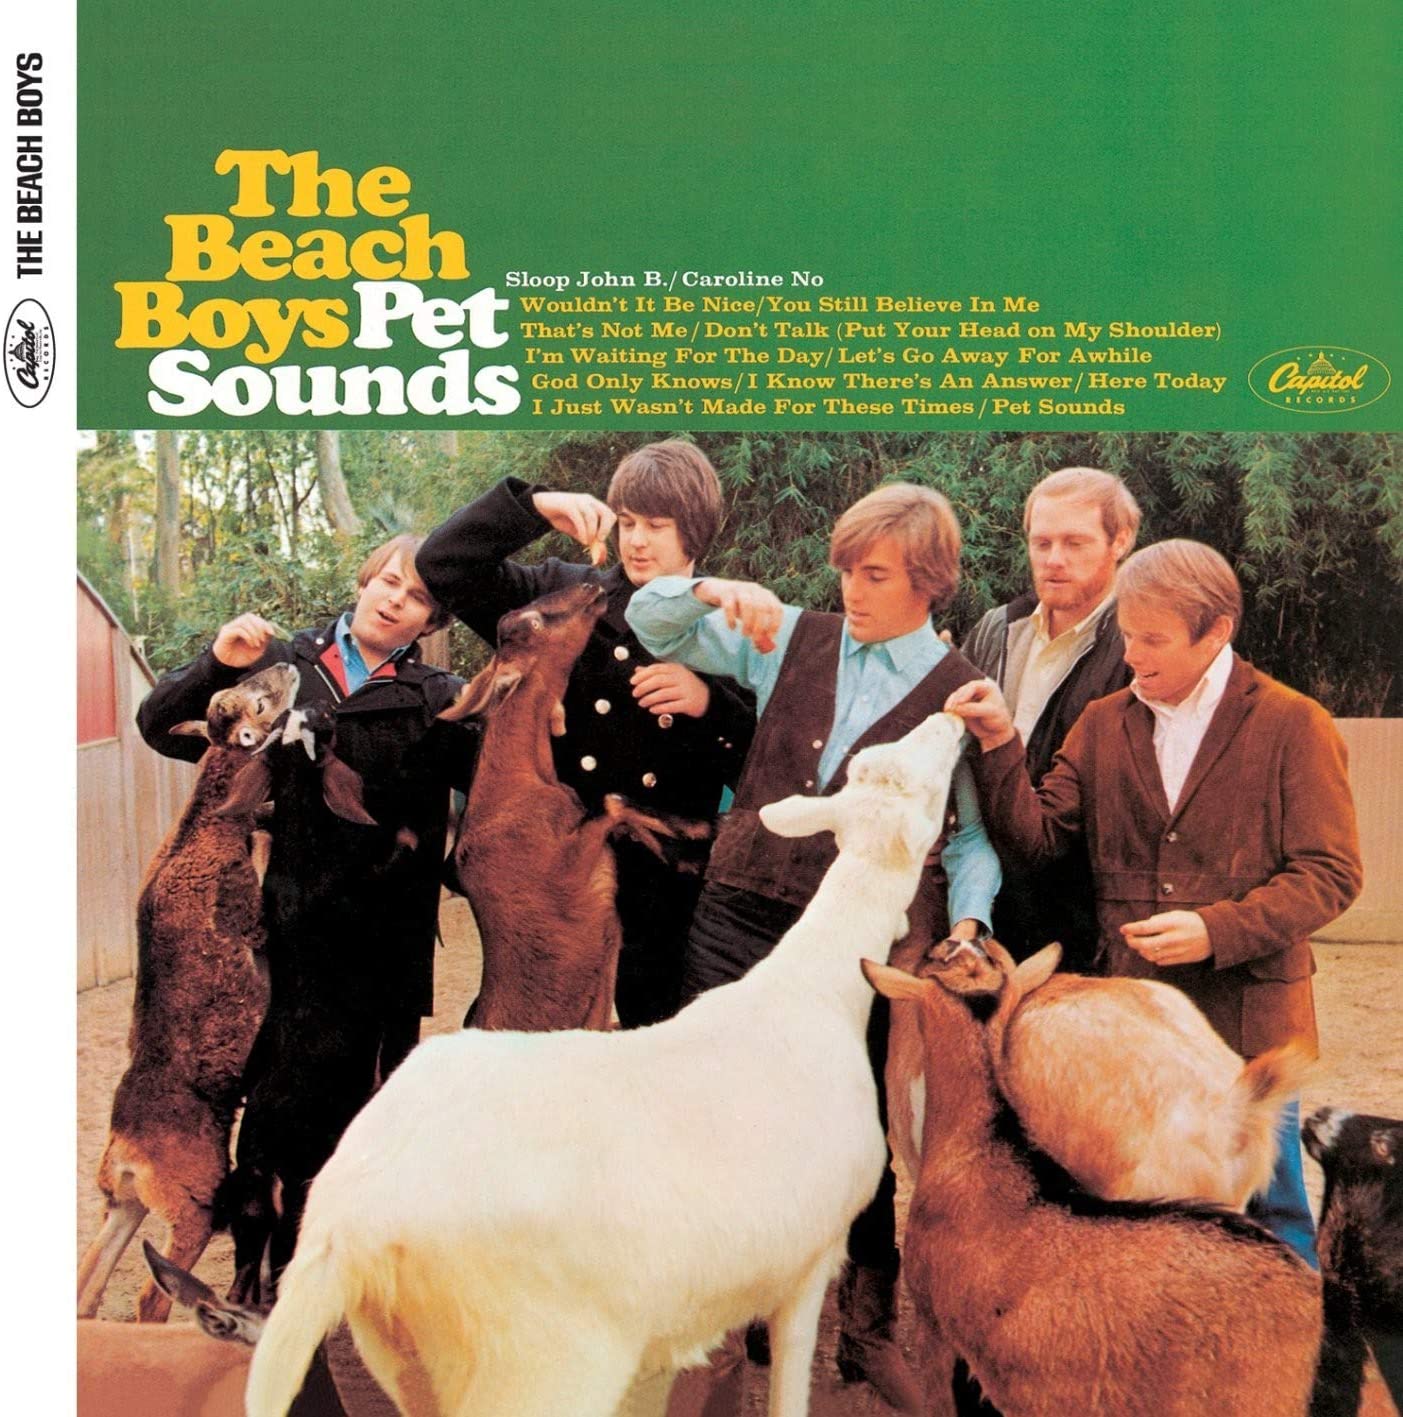 THE BEACH BOYS
Capitol
RECORDS
The
Beach
Boys Pet
Sounds
Sloop John B./Caroline No
Wouldn't It Be Nice/You Still Believe In Me
That's Not Me/Don't Talk (Put Your Head on My Shoulder)
I'm Waiting For The Day/Let's Go Away For Awhile
God Only Knows/I Know There's An Answer/Here Today
I Just Wasn't Made For These Times/Pet Sounds
Capitol
RECORDS